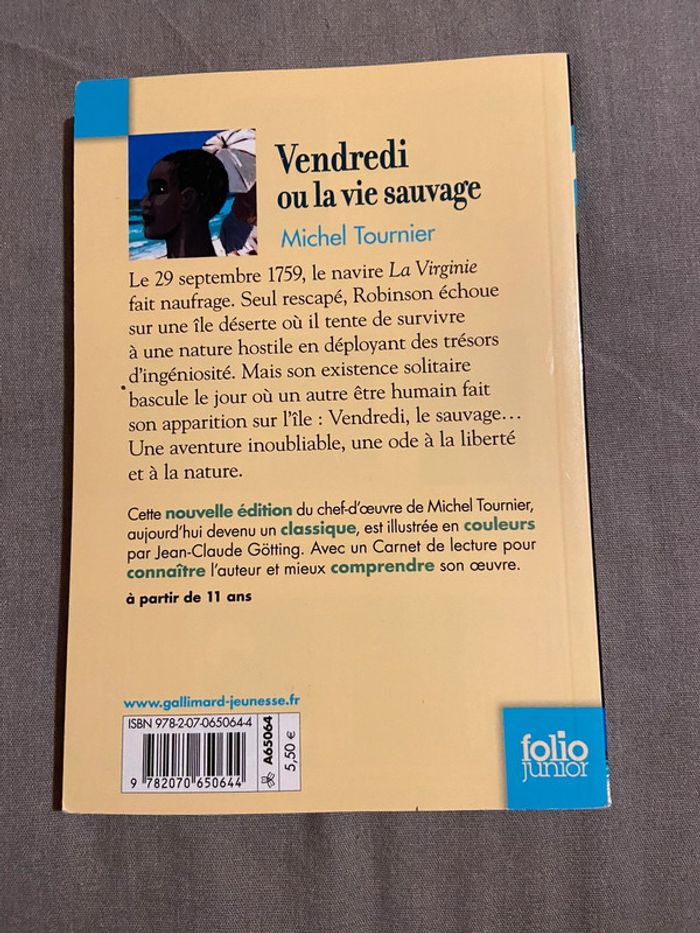 Vendredi
ou la vie sauvage
Michel Tournier
Le 29 septembre 1759, le navire La Virginie
fait naufrage. Seul rescapé, Robinson échoue
sur une île déserte où il tente de survivre
à une nature hostile en déployant des trésors
d'ingéniosité. Mais son existence solitaire
bascule le jour où un autre être humain fait
son apparition sur l'île : Vendredi, le sauvage…
Une aventure inoubliable, une ode à la liberté
et à la nature.
Cette nouvelle édition du chef-d'œuvre de Michel Tournier,
aujourd'hui devenu un classique, est illustrée en couleurs
par Jean-Claude Götting. Avec un Carnet de lecture pour
connaître l'auteur et mieux comprendre son œuvre.
à partir de 11 ans
www.gallimard-jeunesse.fr
ISBN 978-2-07-065064-4
9 782070 650644
A65064
5,50 €
folio
junior